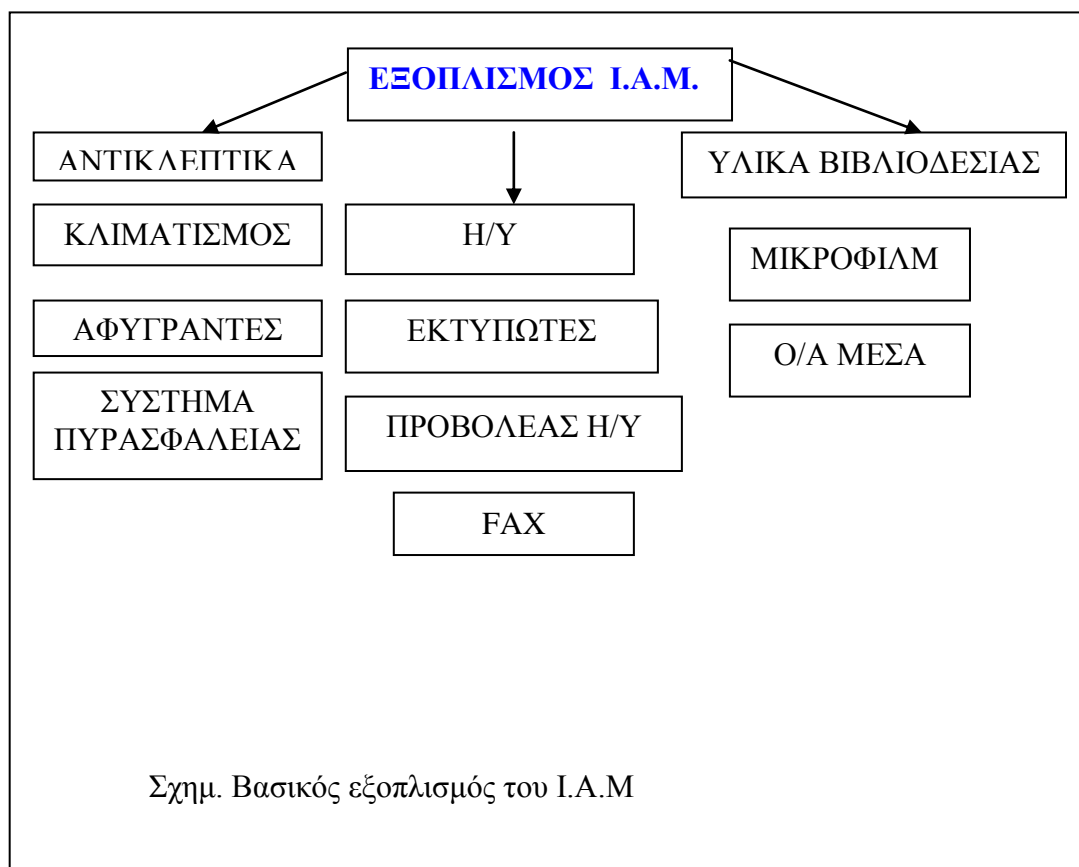 ΕΞΟΠΛΙΣΜΟΣ Ι.Α.Μ.
ΑΝΤΙΚΛΕΠΤΙΚΑ
ΚΛΙΜΑΤΙΣΜΟΣ
ΑΦΥΓΡΑΝΤΕΣ
ΣΥΣΤΗΜΑ
ΠΥΡΑΣΦΑΛΕΙΑΣ
Η/Υ
ΕΚΤΥΠΩΤΕΣ
ΠΡΟΒΟΛΕΑΣ Η/Υ
FAX
ΥΛΙΚΑ ΒΙΒΛΙΟΔΕΣΙΑΣ
ΜΙΚΡΟΦΙΛΜ
Ο/Α ΜΕΣΑ
Σχημ. Βασικός εξοπλισμός του Ι.Α.Μ